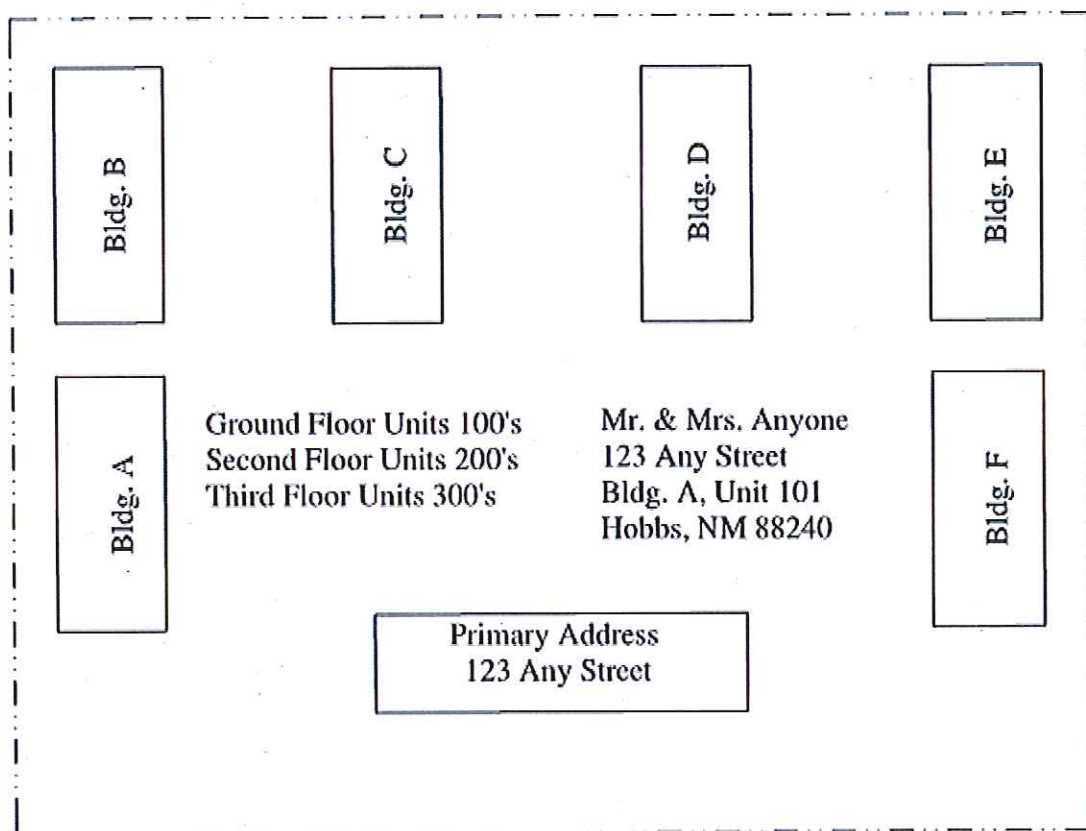 Bldg. B
Bldg. C
Bldg. D
Bldg. E
Bldg. A
Ground Floor Units 100's
Second Floor Units 200's
Third Floor Units 300's
Mr. & Mrs. Anyone
123 Any Street
Bldg. A, Unit 101
Hobbs, NM 88240
Bldg. F
Primary Address
123 Any Street